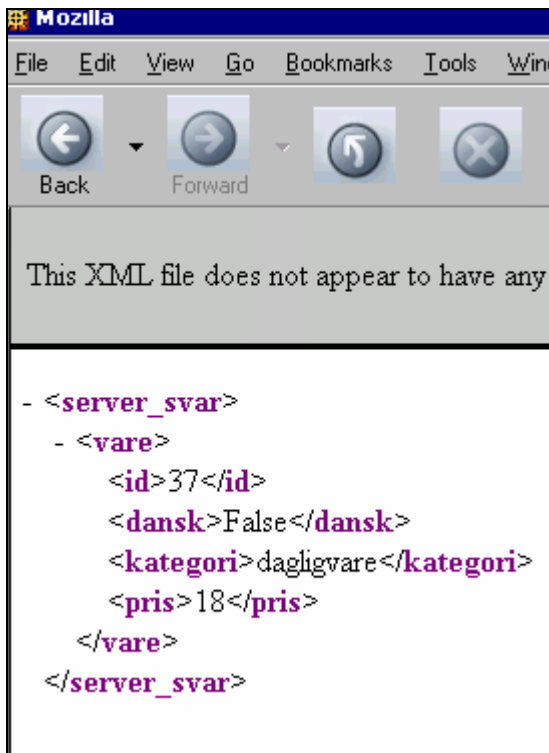 Mozilla
File Edit View Go Bookmarks Tools
Back Forward
This XML file does not appear to have any
- <server_svar>
- <vare>
<id>37</id>
<dansk>False</dansk>
<kategori>dagligvare</kategori>
<pris>18</pris>
</vare>
</server_svar>